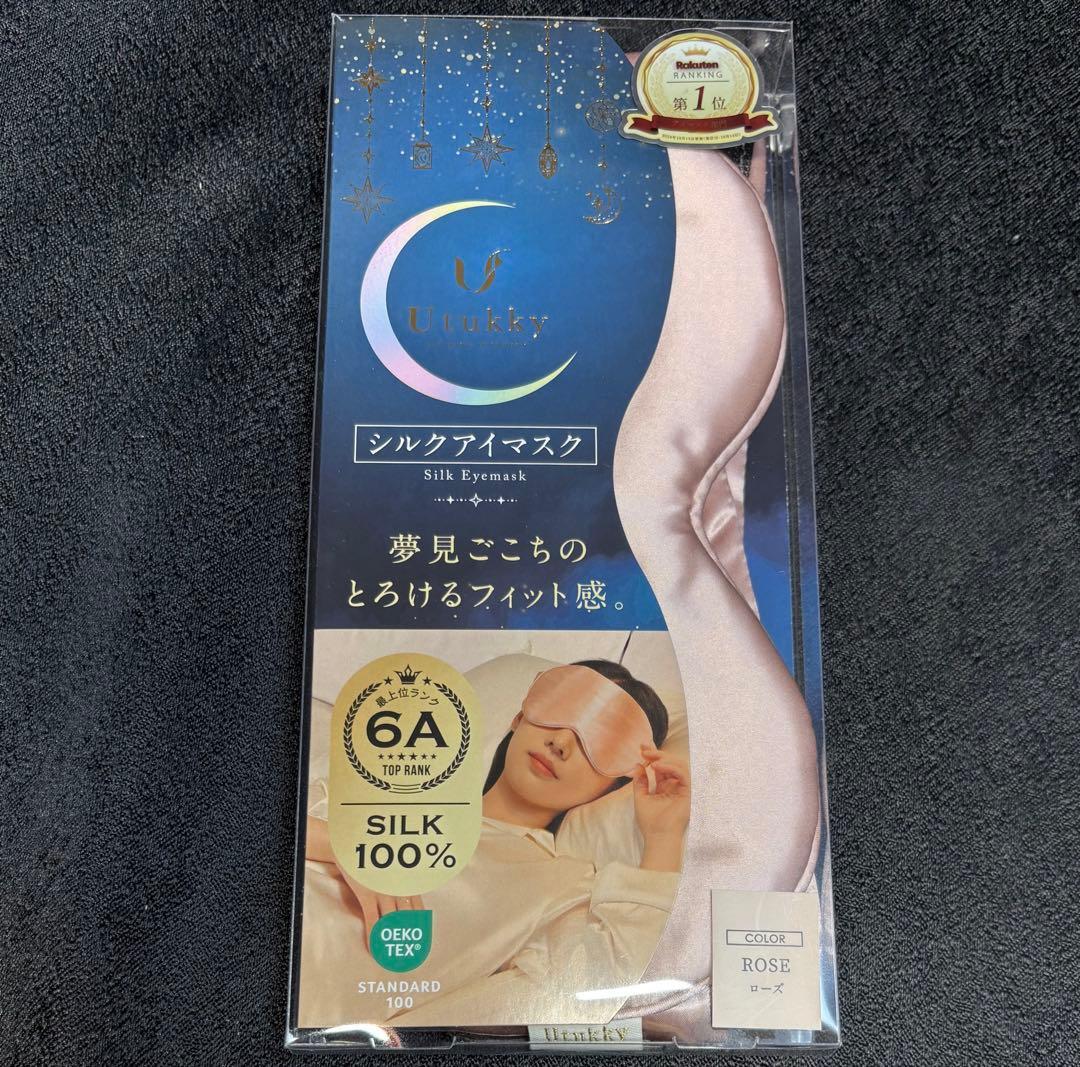 Rakuten
RANKING
第1位
Utukky
シルクアイマスク
Silk Eyemask
夢見ごこちの
とろけるフィット感。
最上位ランク
6A
TOP RANK
SILK
100%
OEKO
TEX®
STANDARD
100
COLOR
ROSE
ローズ
Utukky